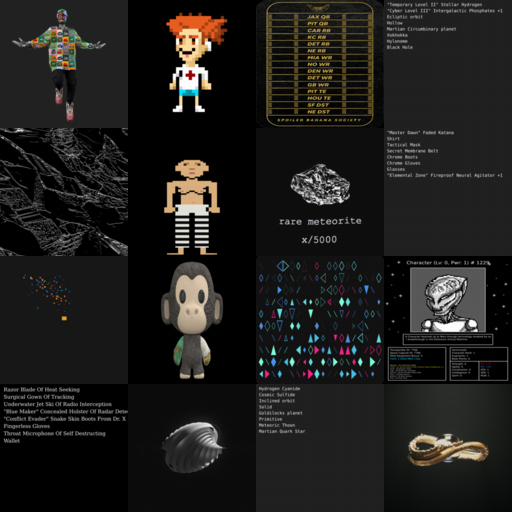 JAX QB
PIT QB
CAR RB
KC RB
DET RB
NE RB
MIA WR
NO WR
DEN WR
DET WR
GB WR
PIT TE
HOU TE
SF DST
NE DST
SPOILED BANANA SOCIETY
"Temporal Level II" Stellar Hydrogen
"Cyber Level III" Intergalactic Phosphates +1
Ecliptic orbit
Hollow
Martian Circumbinary planet
Vokhokka
Hylonome
Black Hole
rare meteorite
x/5000
"Master Dawn" Faded Katana
Shirt
Tactical Mask
Secret Membrane Belt
Chrome Boots
Chrome Gloves
Glasses
"Elemental Zone" Fireproof Neural Agitator +1
Character (Lv: 0, Pwr: 1) # 1229
Razor Blade Of Heat Seeking
Surgical Gown Of Tracking
Underwater Jet Ski Of Radio Interception
"Blue Maker" Concealed Holster Of Radar Dete
"Conflict Evader" Snake Skin Boots From Dr. X
Fingerless Gloves
Throat Microphone Of Self Destructing
Wallet
Hydrogen Cyanide
Cosmic Sulfide
Inclined orbit
Solid
Goldilocks planet
Primitive
Meteoric Thown
Martian Quark Star